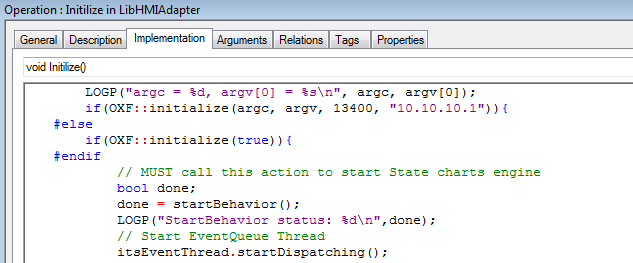 Operation : Initilize in LibHMIAdapter
General Description Implementation Arguments Relations Tags Properties
void Initilize()
LOGP("argc = %d, argv[0] = %s\n", argc, argv[0]);
if(OXF::initialize(argc, argv, 13400, "10.10.10.1")){
#else
if(OXF::initialize(true)){
#endif
// MUST call this action to start State charts engine
bool done;
done = startBehavior();
LOGP("StartBehavior status: %d\n",done);
// Start EventQueue Thread
itsEventThread.startDispatching();